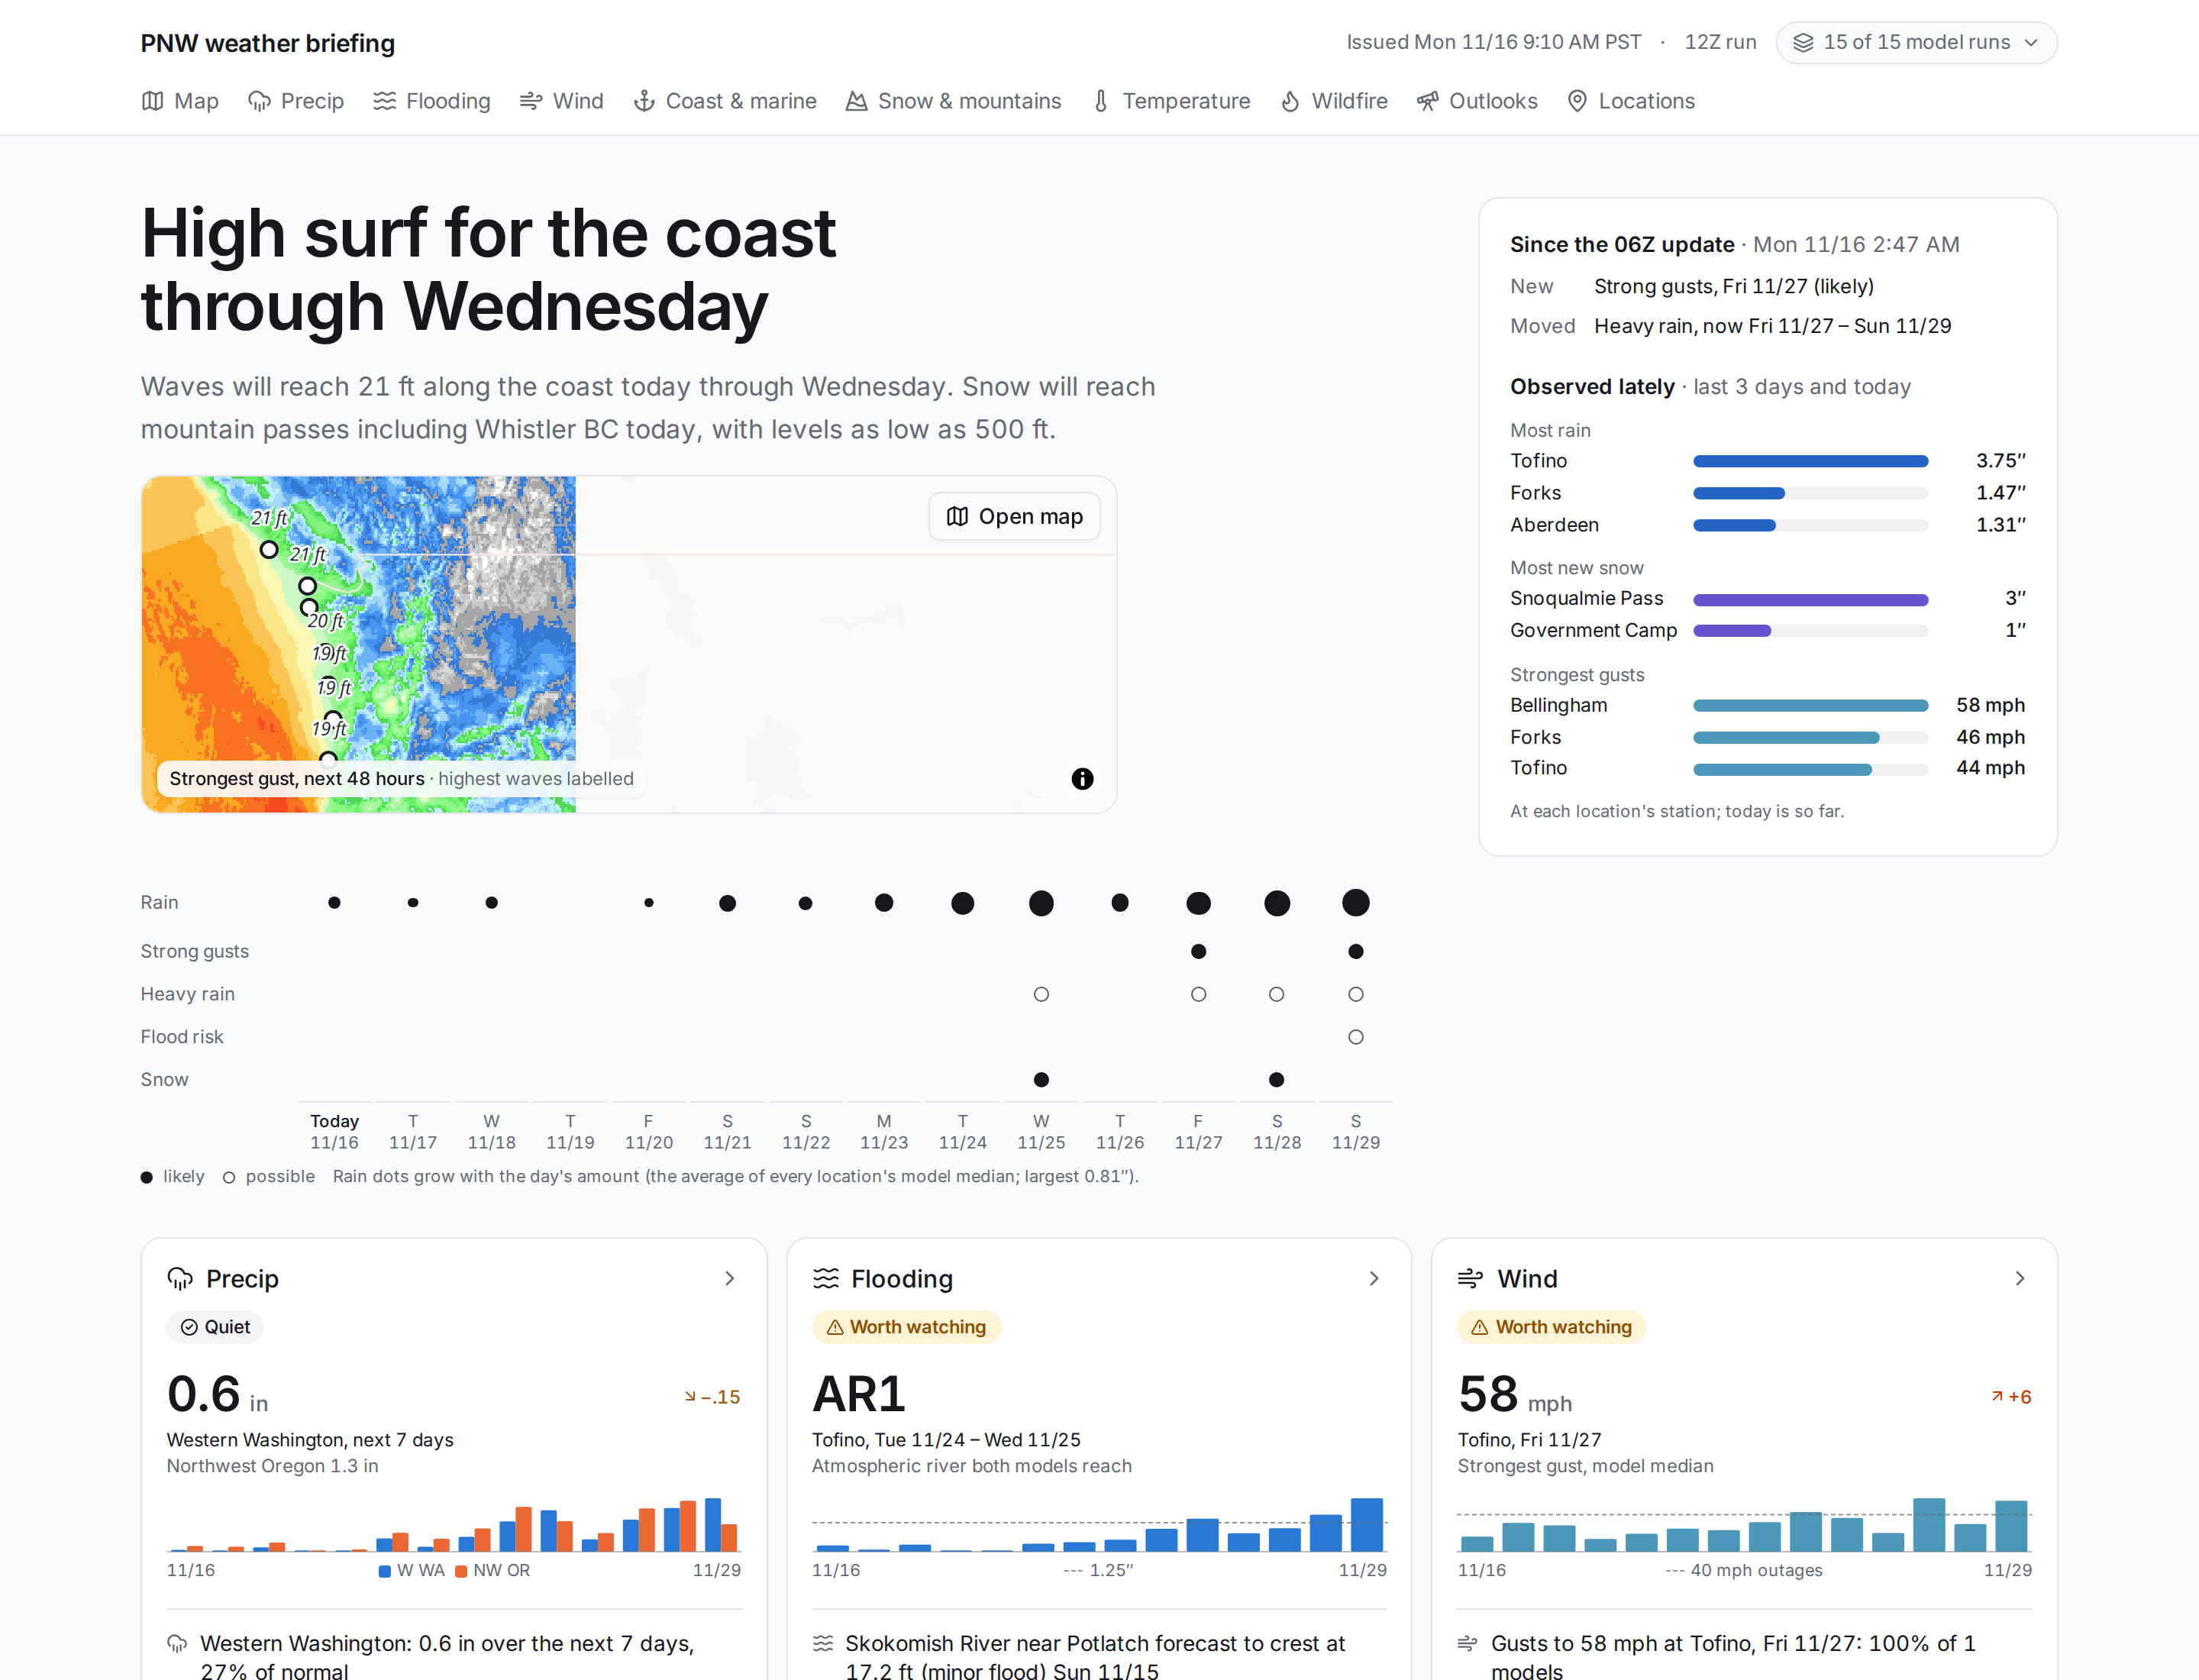 PNW weather briefing
Issued Mon 11/16 9:10 AM PST · 12Z run
15 of 15 model runs
Map
Precip
Flooding
Wind
Coast & marine
Snow & mountains
Temperature
Wildfire
Outlooks
Locations
High surf for the coast
through Wednesday
Waves will reach 21 ft along the coast today through Wednesday. Snow will reach
mountain passes including Whistler BC today, with levels as low as 500 ft.
Open map
21 ft
21 ft
20 ft
19 ft
19 ft
19 ft
Strongest gust, next 48 hours · highest waves labelled
Since the 06Z update · Mon 11/16 2:47 AM
New Strong gusts, Fri 11/27 (likely)
Moved Heavy rain, now Fri 11/27 – Sun 11/29
Observed lately · last 3 days and today
Most rain
Tofino 3.75″
Forks 1.47″
Aberdeen 1.31″
Most new snow
Snoqualmie Pass 3″
Government Camp 1″
Strongest gusts
Bellingham 58 mph
Forks 46 mph
Tofino 44 mph
At each location's station; today is so far.
Rain
Strong gusts
Heavy rain
Flood risk
Snow
Today T W T F S S M T W T F S S
11/16 11/17 11/18 11/19 11/20 11/21 11/22 11/23 11/24 11/25 11/26 11/27 11/28 11/29
likely possible Rain dots grow with the day's amount (the average of every location's model median; largest 0.81″).
Precip
Quiet
0.6 in
–.15
Western Washington, next 7 days
Northwest Oregon 1.3 in
11/16 W WA NW OR 11/29
Western Washington: 0.6 in over the next 7 days,
27% of normal
Flooding
Worth watching
AR1
Tofino, Tue 11/24 – Wed 11/25
Atmospheric river both models reach
11/16 --- 1.25″ 11/29
Skokomish River near Potlatch forecast to crest at
17.2 ft (minor flood) Sun 11/15
Wind
Worth watching
58 mph
+6
Tofino, Fri 11/27
Strongest gust, model median
11/16 --- 40 mph outages 11/29
Gusts to 58 mph at Tofino, Fri 11/27: 100% of 1
models